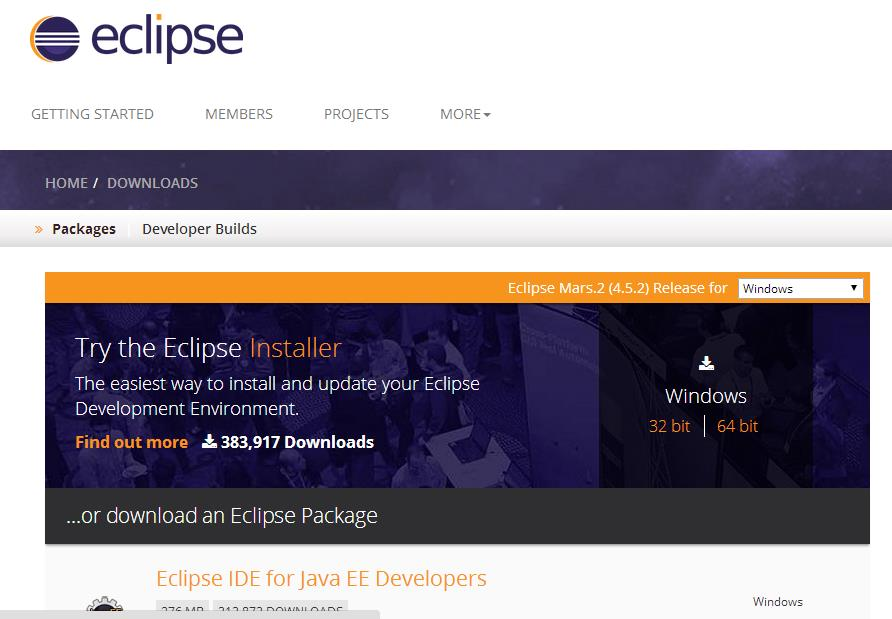 eclipse
GETTING STARTED MEMBERS PROJECTS MORE
HOME / DOWNLOADS
» Packages Developer Builds
Eclipse Mars.2 (4.5.2) Release for Windows
Try the Eclipse Installer
The easiest way to install and update your Eclipse
Development Environment.
Find out more 383,917 Downloads
Windows
32 bit 64 bit
...or download an Eclipse Package
Eclipse IDE for Java EE Developers
276 MB
DOWNLOADS
Windows